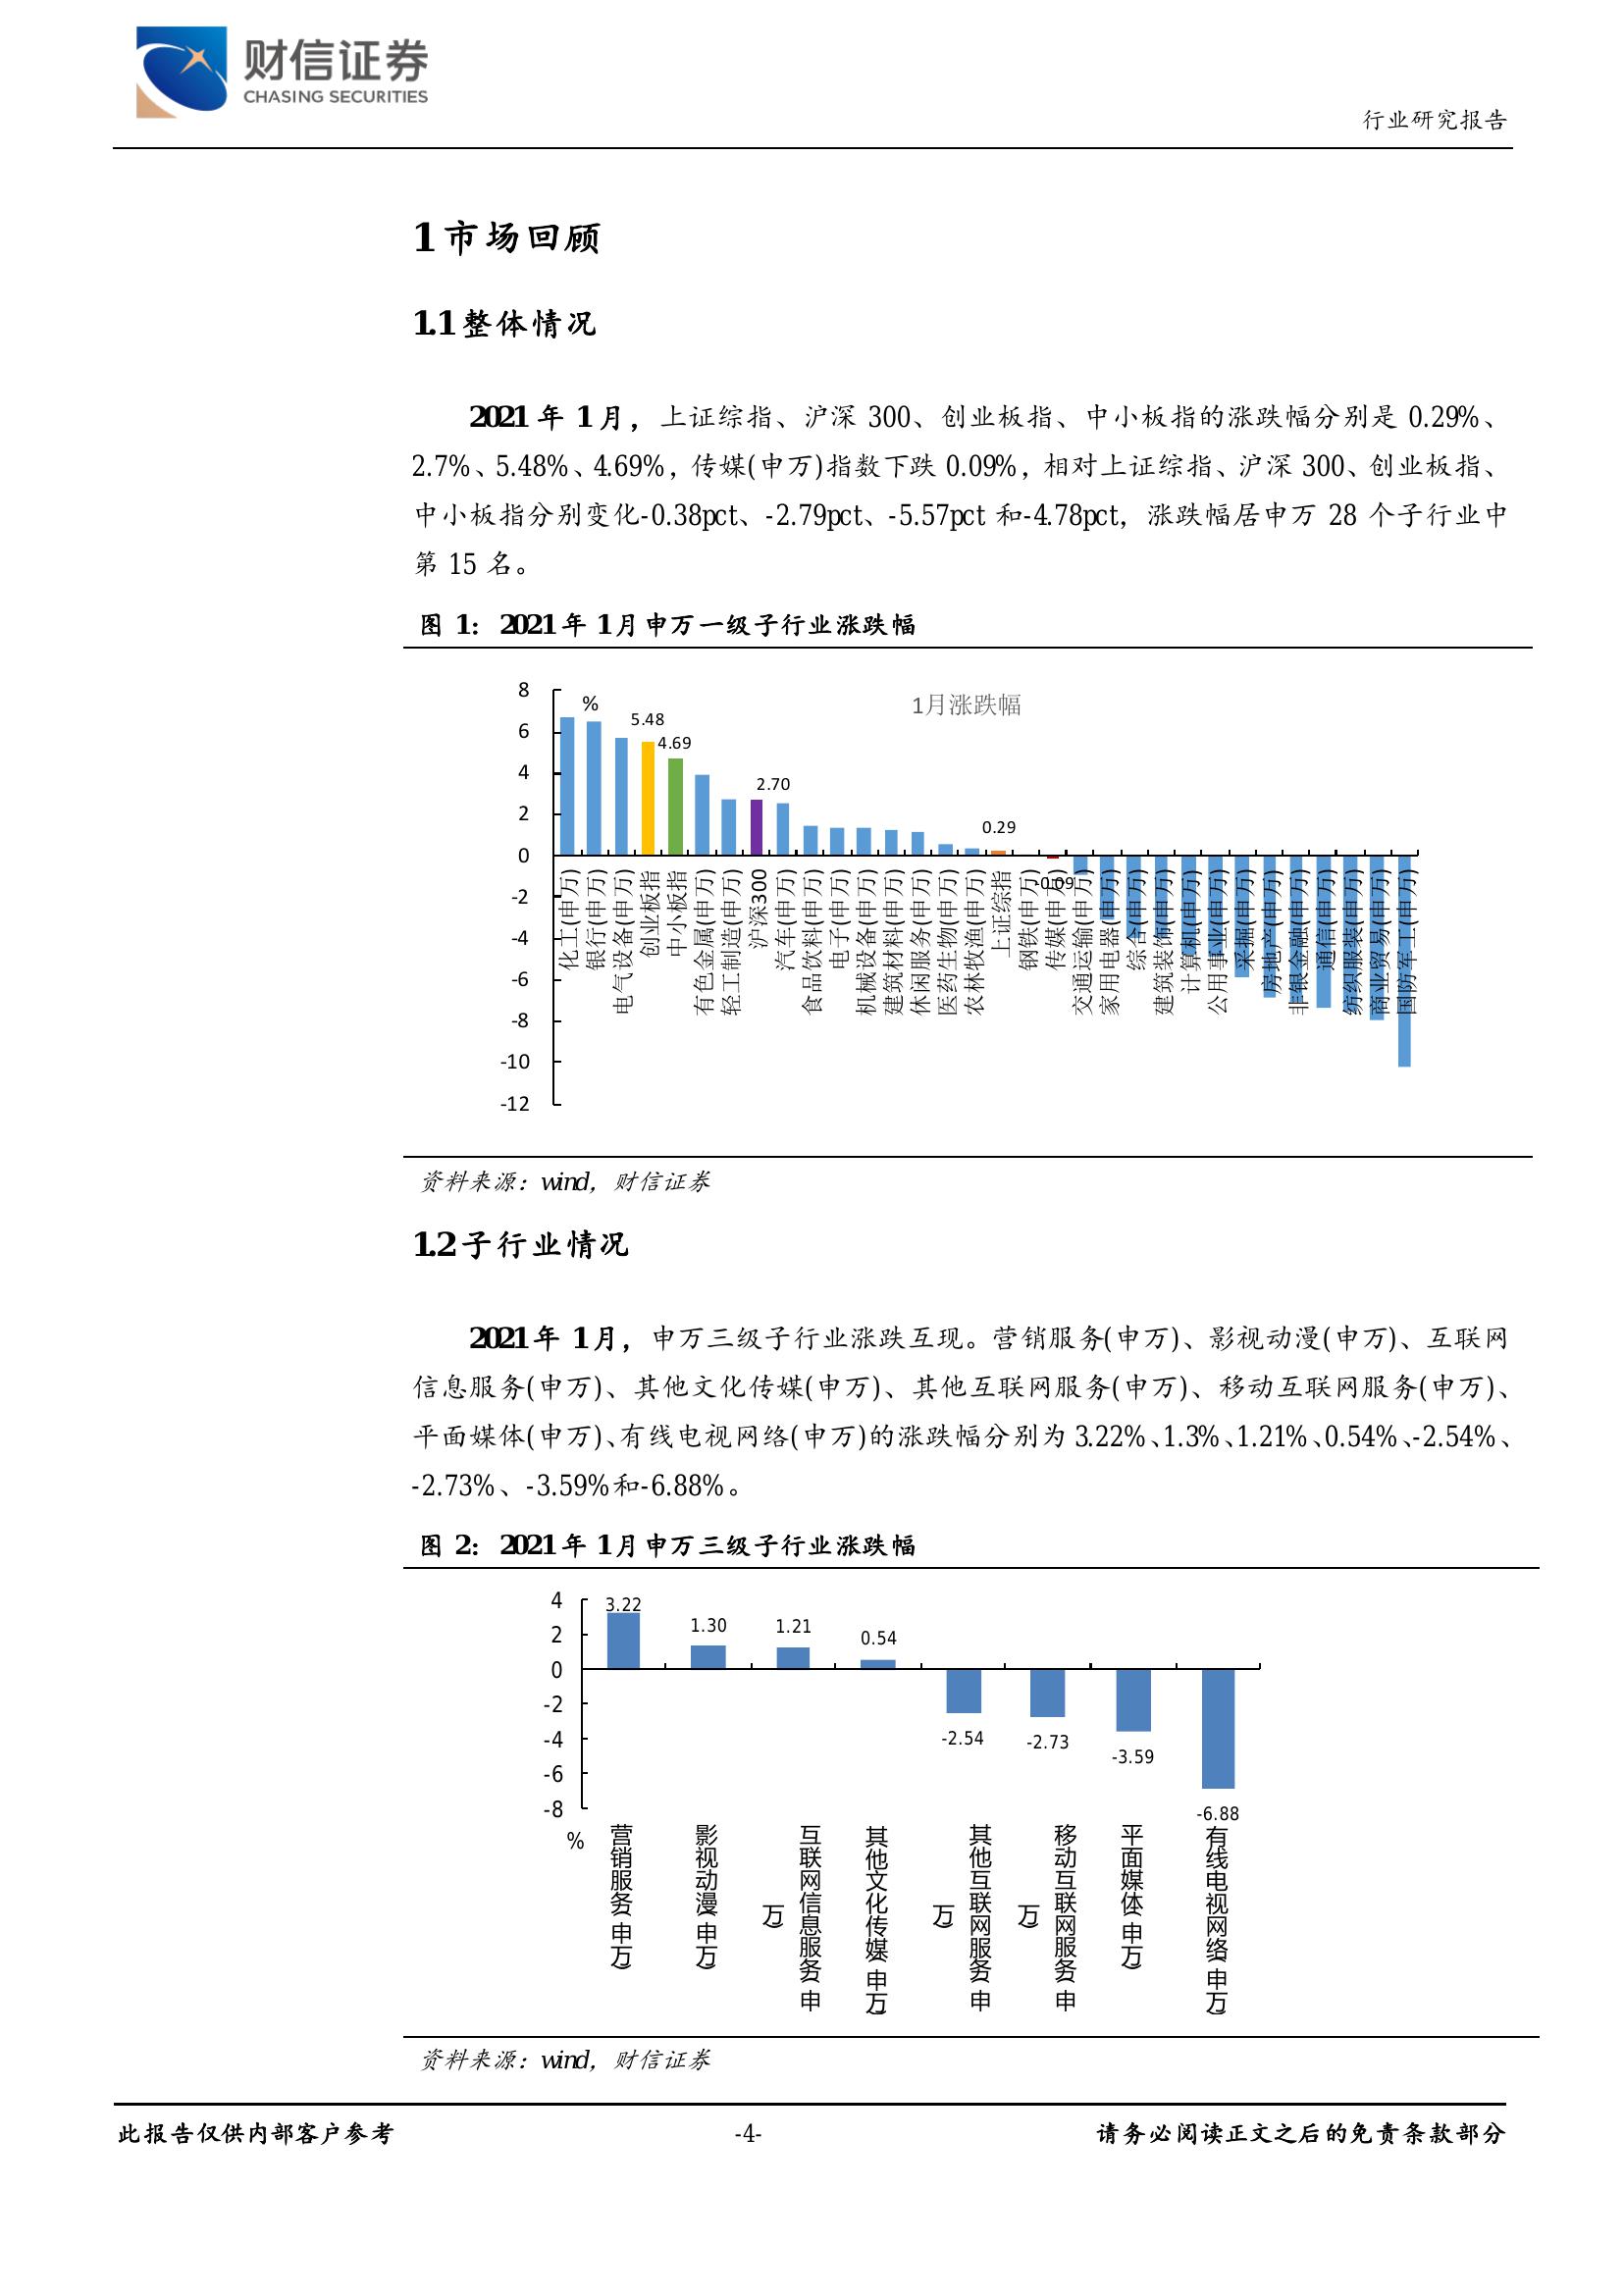 财信证券
CHASING SECURITIES
行业研究报告
1 市场回顾
1.1 整体情况
2021 年 1 月，上证综指、沪深 300、创业板指、中小板指的涨跌幅分别是 0.29%、
2.7%、5.48%、4.69%，传媒(申万)指数下跌 0.09%，相对上证综指、沪深 300、创业板指、
中小板指分别变化-0.38pct、-2.79pct、-5.57pct 和-4.78pct，涨跌幅居申万 28 个子行业中
第 15 名。
图 1：2021 年 1 月申万一级子行业涨跌幅
1月涨跌幅
%
8
6
4
2
0
-2
-4
-6
-8
-10
-12
5.48
4.69
2.70
0.29
-0.09
化工(申万)
银行(申万)
电气设备(申万)
创业板指
中小板指
有色金属(申万)
轻工制造(申万)
沪深300
汽车(申万)
食品饮料(申万)
电子(申万)
机械设备(申万)
建筑材料(申万)
休闲服务(申万)
医药生物(申万)
农林牧渔(申万)
上证综指
钢铁(申万)
传媒(申万)
交通运输(申万)
家用电器(申万)
综合(申万)
建筑装饰(申万)
计算机(申万)
公用事业(申万)
采掘(申万)
房地产(申万)
非银金融(申万)
通信(申万)
纺织服装(申万)
商业贸易(申万)
国防军工(申万)
资料来源：wind，财信证券
1.2 子行业情况
2021 年 1 月，申万三级子行业涨跌互现。营销服务(申万)、影视动漫(申万)、互联网
信息服务(申万)、其他文化传媒(申万)、其他互联网服务(申万)、移动互联网服务(申万)、
平面媒体(申万)、有线电视网络(申万)的涨跌幅分别为 3.22%、1.3%、1.21%、0.54%、-2.54%、
-2.73%、-3.59%和-6.88%。
图 2：2021 年 1 月申万三级子行业涨跌幅
4
2
0
-2
-4
-6
-8
%
3.22
1.30
1.21
0.54
-2.54
-2.73
-3.59
-6.88
营销服务(申万)
影视动漫(申万)
互联网信息服务(申万)
其他文化传媒(申万)
其他互联网服务(申万)
移动互联网服务(申万)
平面媒体(申万)
有线电视网络(申万)
资料来源：wind，财信证券
此报告仅供内部客户参考
-4-
请务必阅读正文之后的免责条款部分